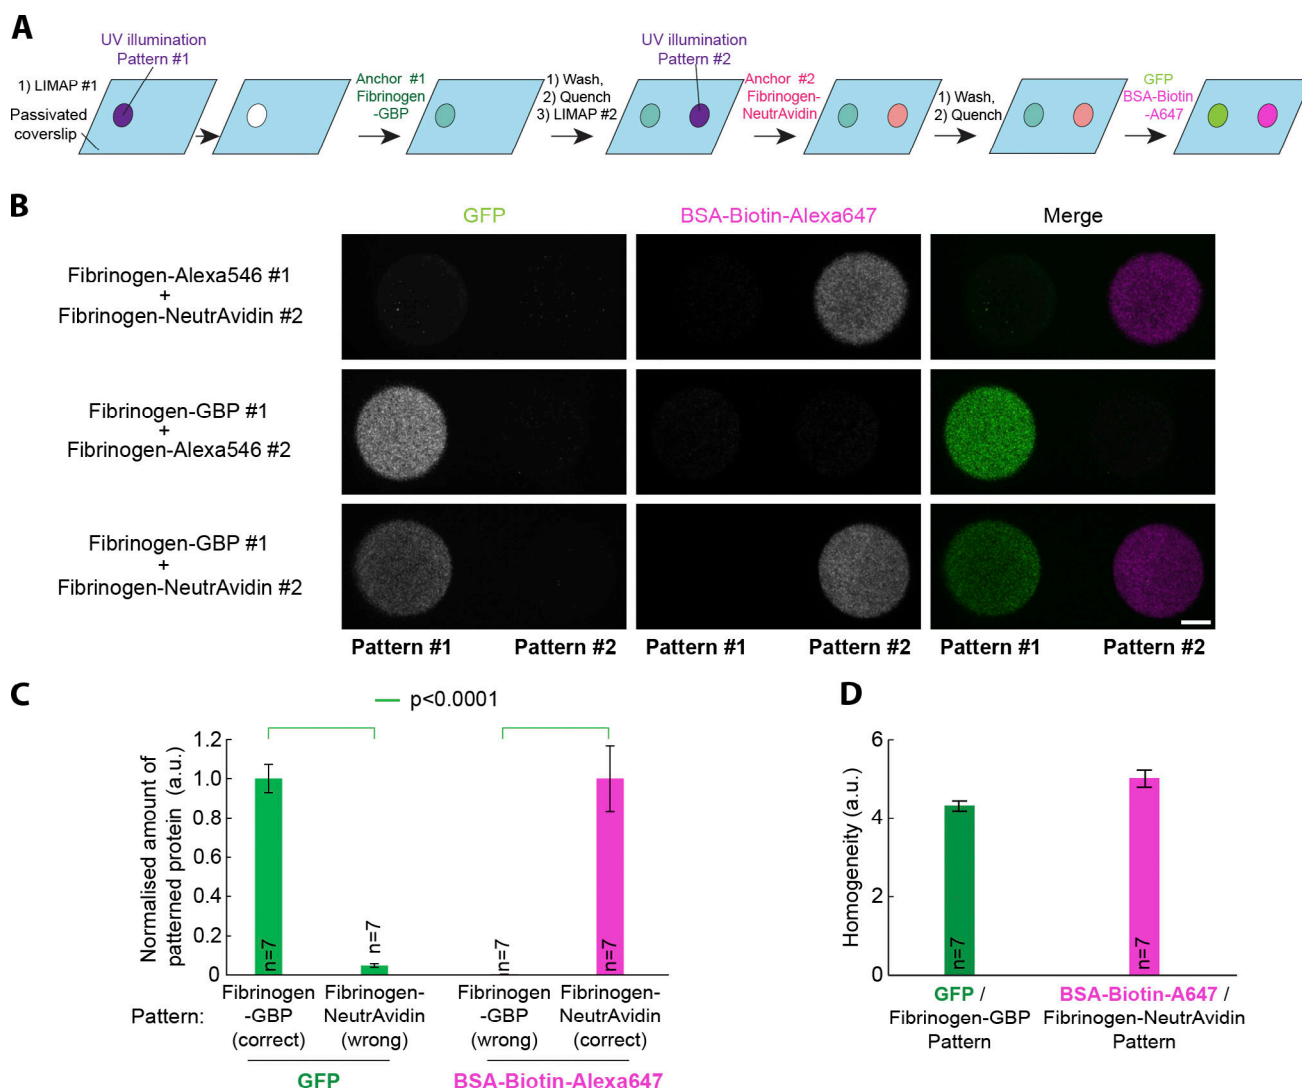 A
UV illumination
Pattern #1
1) LIMAP #1
Passivated
coverslip
Anchor #1
Fibrinogen
-GBP
1) Wash,
2) Quench
3) LIMAP #2
UV illumination
Pattern #2
Anchor #2
Fibrinogen-
NeutrAvidin
1) Wash,
2) Quench
GFP
BSA-Biotin
-A647
B
GFP
BSA-Biotin-Alexa647
Merge
Fibrinogen-Alexa546 #1
+
Fibrinogen-NeutrAvidin #2
Fibrinogen-GBP #1
+
Fibrinogen-Alexa546 #2
Fibrinogen-GBP #1
+
Fibrinogen-NeutrAvidin #2
Pattern #1
Pattern #2
Pattern #1
Pattern #2
Pattern #1
Pattern #2
C
p<0.0001
Normalised amount of
patterned protein (a.u.)
1.2
1.0
0.8
0.6
0.4
0.2
0
n=7
n=7
n=7
n=7
Pattern:
Fibrinogen
-GBP
(correct)
Fibrinogen-
NeutrAvidin
(wrong)
Fibrinogen
-GBP
(wrong)
Fibrinogen-
NeutrAvidin
(correct)
GFP
BSA-Biotin-Alexa647
D
Homogeneity (a.u.)
6
4
2
0
n=7
n=7
GFP /
Fibrinogen-GBP
Pattern
BSA-Biotin-A647 /
Fibrinogen-NeutrAvidin
Pattern